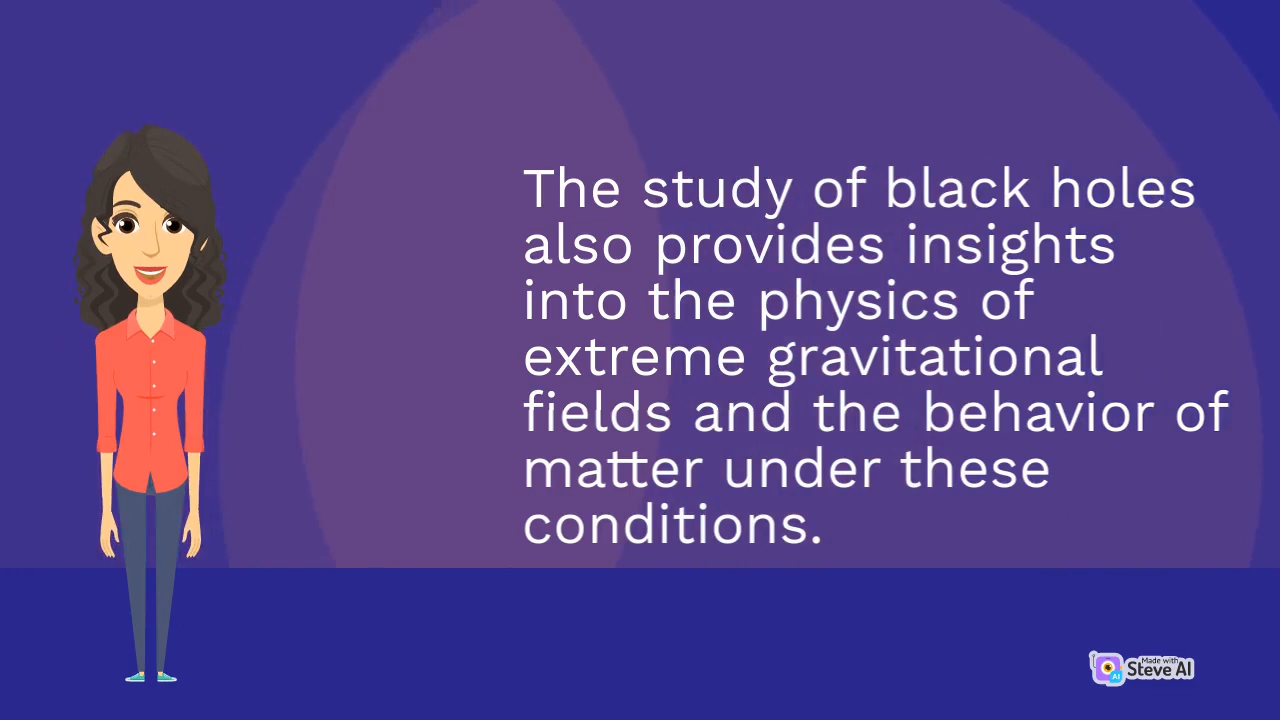 The study of black holes
also provides insights
into the physics of
extreme gravitational
fields and the behavior of
matter under these
conditions.
Made with
Steve AI
AI